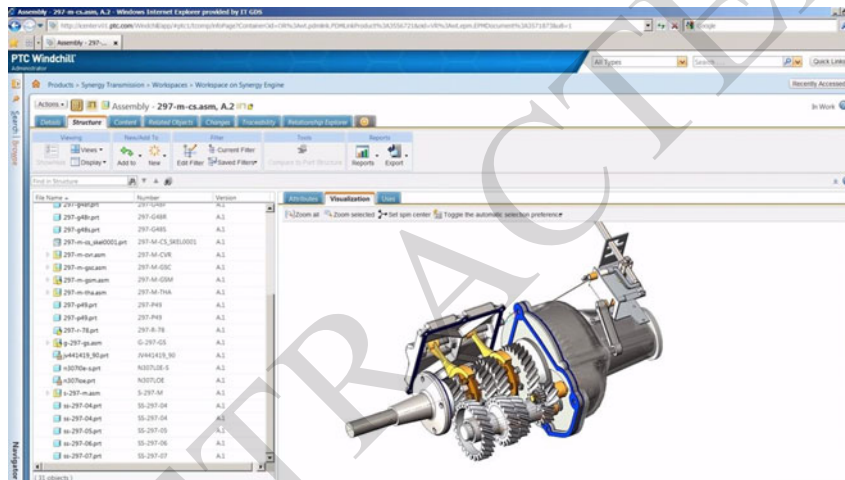 Assembly - 297-m-cs.asm, A.2 - Windows Internet Explorer provided by IT GDS
Google
Assembly - 297-...
PTC Windchill
Administrator
All Types
Search
Quick Links
Products > Synergy Transmission > Workspaces > Workspace on Synergy Engine
Recently Accessed
Actions
Assembly - 297-m-cs.asm, A.2
In Work
Details Structure Content Related Objects Changes Traceability Relationship Explorer
Search | Browse
Viewing New/Add To Filter Tools Reports
Views
Display
Add to New
Edit Filter
Current Filter
Saved Filters
Compare to Part Structure
Reports Export
Find in Structure
File Name Number Version
Attributes Visualization Uses
Zoom all Zoom selected Set spin center Toggle the automatic selection preference
297-g48r.prt 297-G48R A.1
297-g48s.prt 297-G48S A.1
297-m-cs_skel0001.prt 297-M-CS_SKEL0001 A.1
297-m-cvr.asm 297-M-CVR A.1
297-m-gsc.asm 297-M-GSC A.1
297-m-gsm.asm 297-M-GSM A.1
297-m-tha.asm 297-M-THA A.1
297-p49.prt 297-P49 A.1
297-p49.prt 297-P49 A.1
297-r-78.prt 297-R-78 A.1
g-297-gs.asm G-297-GS A.1
jv441419_90.prt JV441419_90 A.1
A.1
A.1
s-297-m.asm S-297-M A.1
ss-297-04.prt SS-297-04 A.1
ss-297-04.prt SS-297-04 A.1
ss-297-05.prt SS-297-05 A.1
ss-297-06.prt SS-297-06 A.1
ss-297-07.prt SS-297-07 A.1
Navigator